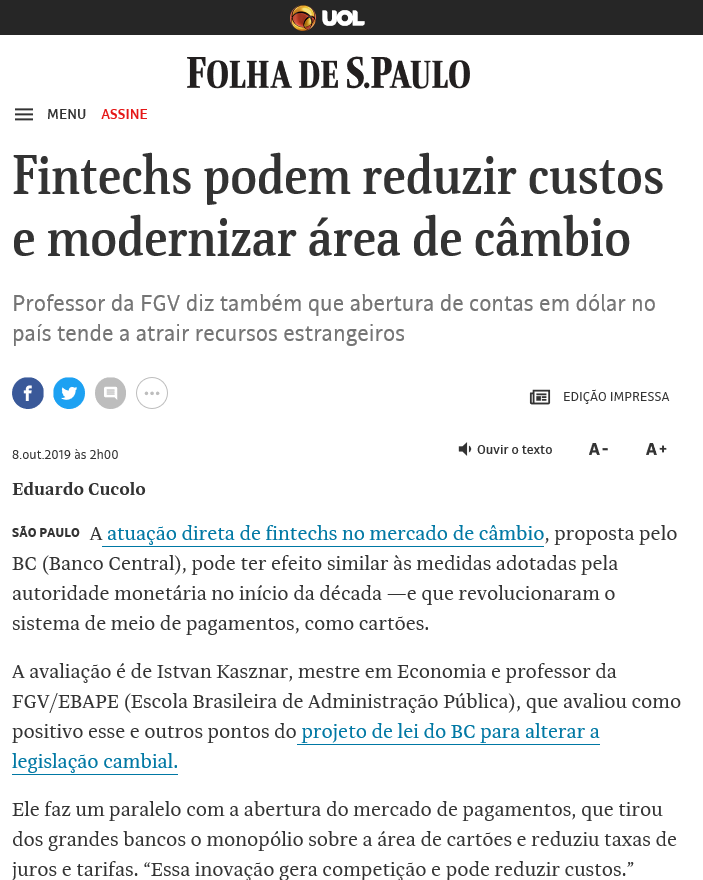 UOL
FOLHA DE S.PAULO
MENU ASSINE
Fintechs podem reduzir custos
e modernizar área de câmbio
Professor da FGV diz também que abertura de contas em dólar no
país tende a atrair recursos estrangeiros
EDIÇÃO IMPRESSA
8.out.2019 às 2h00
Ouvir o texto A- A+
Eduardo Cucolo
SÃO PAULO A atuação direta de fintechs no mercado de câmbio, proposta pelo
BC (Banco Central), pode ter efeito similar às medidas adotadas pela
autoridade monetária no início da década —e que revolucionaram o
sistema de meio de pagamentos, como cartões.
A avaliação é de Istvan Kasznar, mestre em Economia e professor da
FGV/EBAPE (Escola Brasileira de Administração Pública), que avaliou como
positivo esse e outros pontos do projeto de lei do BC para alterar a
legislação cambial.
Ele faz um paralelo com a abertura do mercado de pagamentos, que tirou
dos grandes bancos o monopólio sobre a área de cartões e reduziu taxas de
juros e tarifas. “Essa inovação gera competição e pode reduzir custos.”